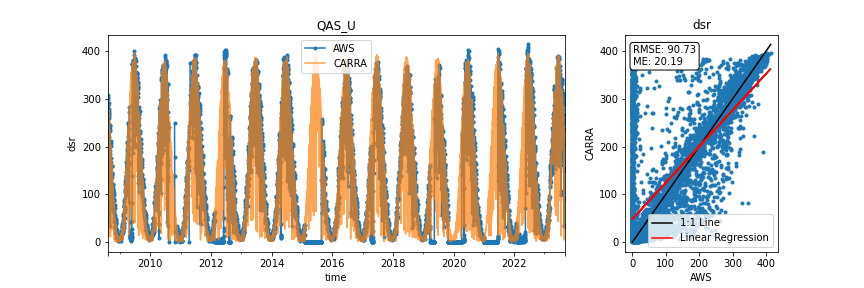 QAS_U
dsr
AWS
CARRA
400
300
200
100
0
dsr
2010
2012
2014
2016
2018
2020
2022
time
RMSE: 90.73
ME: 20.19
400
300
200
100
0
CARRA
1:1 Line
Linear Regression
0
100
200
300
400
AWS